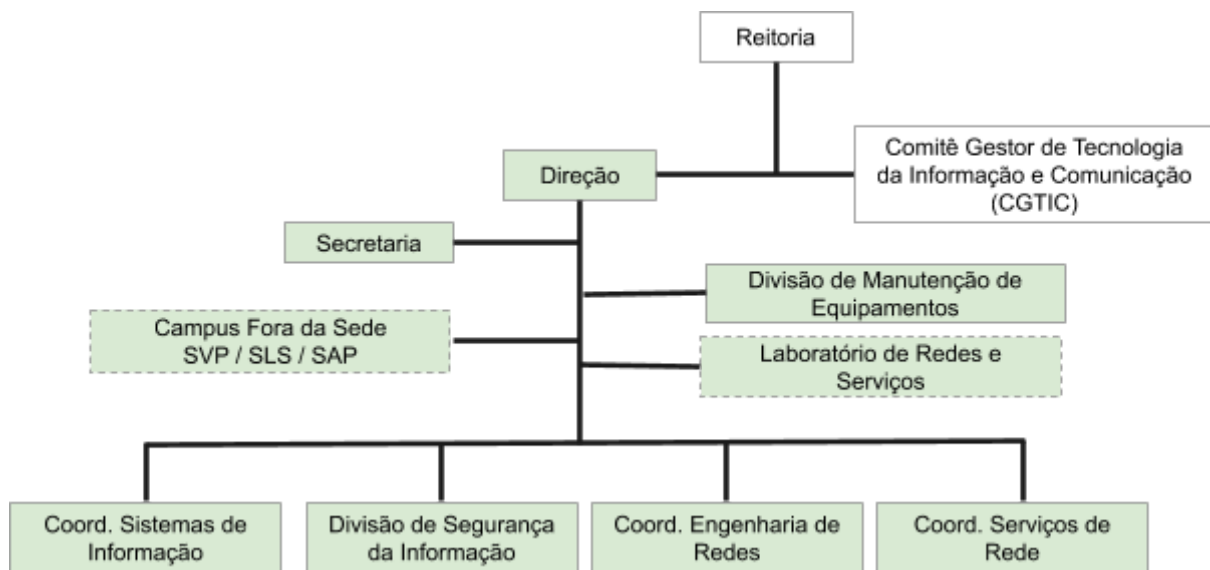 Reitoria
Comitê Gestor de Tecnologia
da Informação e Comunicação
(CGTIC)
Direção
Secretaria
Divisão de Manutenção de
Equipamentos
Campus Fora da Sede
SVP / SLS / SAP
Laboratório de Redes e
Serviços
Coord. Sistemas de
Informação
Divisão de Segurança
da Informação
Coord. Engenharia de
Redes
Coord. Serviços de
Rede